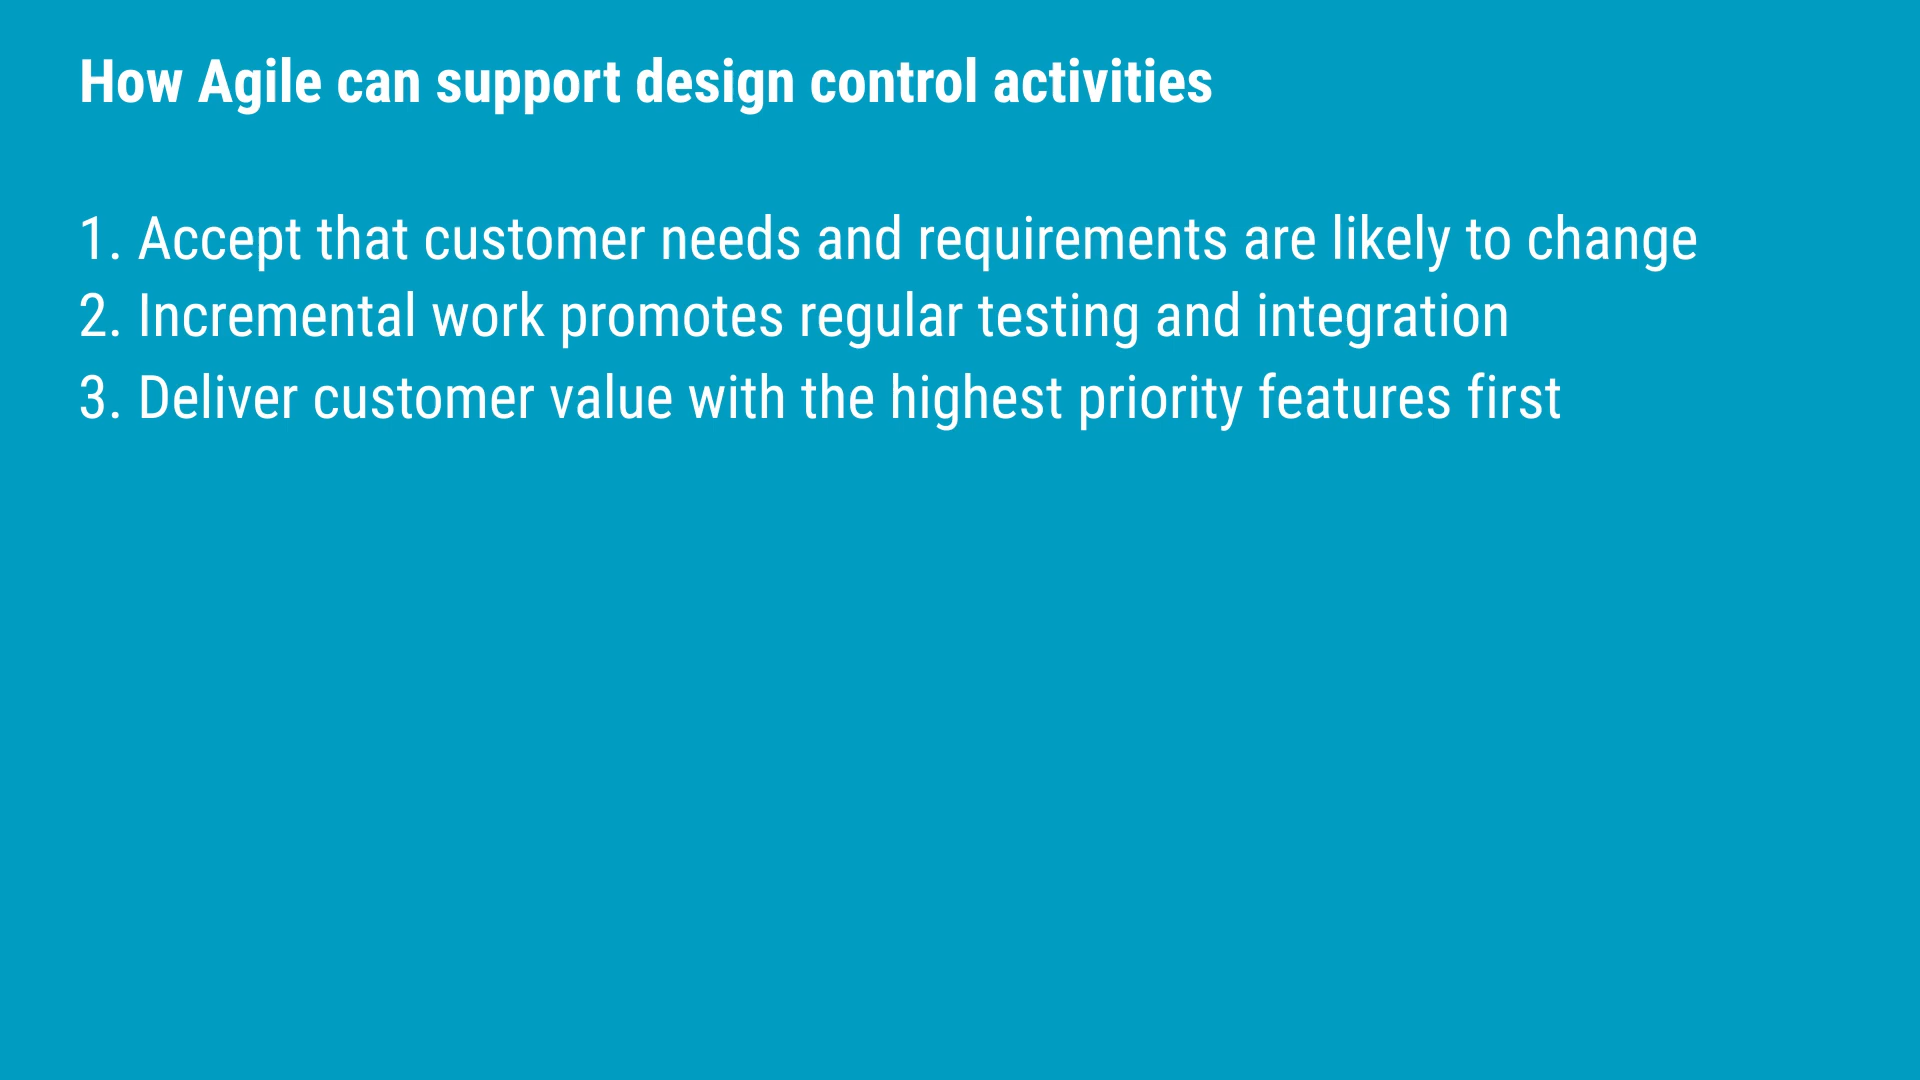 How Agile can support design control activities
1. Accept that customer needs and requirements are likely to change
2. Incremental work promotes regular testing and integration
3. Deliver customer value with the highest priority features first